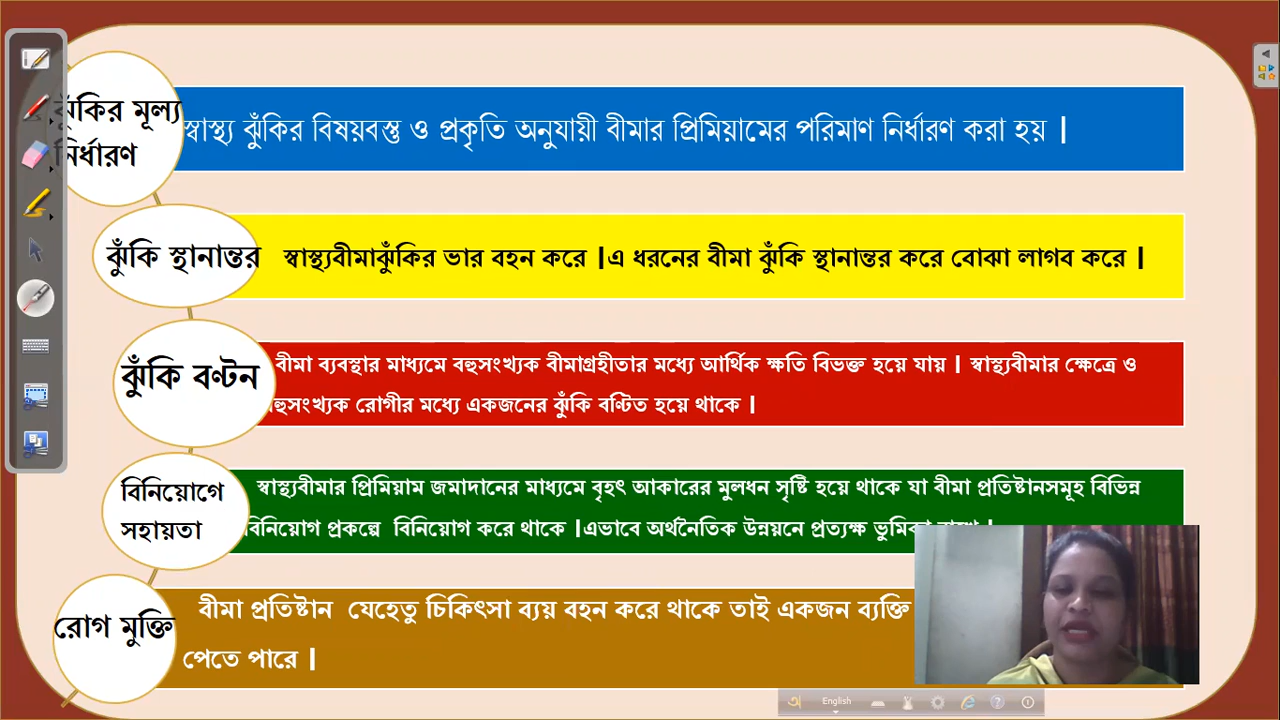 ঝুঁকির মূল্য
নির্ধারণ
স্বাস্থ্য ঝুঁকির বিষয়বস্তু ও প্রকৃতি অনুযায়ী বীমার প্রিমিয়ামের পরিমাণ নির্ধারণ করা হয় |
ঝুঁকি স্থানান্তর
স্বাস্থ্যবীমাঝুঁকির ভার বহন করে |এ ধরনের বীমা ঝুঁকি স্থানান্তর করে বোঝা লাগব করে |
ঝুঁকি বণ্টন
বীমা ব্যবস্থার মাধ্যমে বহুসংখ্যক বীমাগ্রহীতার মধ্যে আর্থিক ক্ষতি বিভক্ত হয়ে যায় | স্বাস্থ্যবীমার ক্ষেত্রে ও
বহুসংখ্যক রোগীর মধ্যে একজনের ঝুঁকি বণ্টিত হয়ে থাকে |
বিনিয়োগে
সহায়তা
স্বাস্থ্যবীমার প্রিমিয়াম জমাদানের মাধ্যমে বৃহৎ আকারের মুলধন সৃষ্টি হয়ে থাকে যা বীমা প্রতিষ্টানসমূহ বিভিন্ন
বিনিয়োগ প্রকল্পে বিনিয়োগ করে থাকে |এভাবে অর্থনৈতিক উন্নয়নে প্রত্যক্ষ
রোগ মুক্তি
বীমা প্রতিষ্টান যেহেতু চিকিৎসা ব্যয় বহন করে থাকে তাই একজন ব্যক্তি
পেতে পারে |
অ English